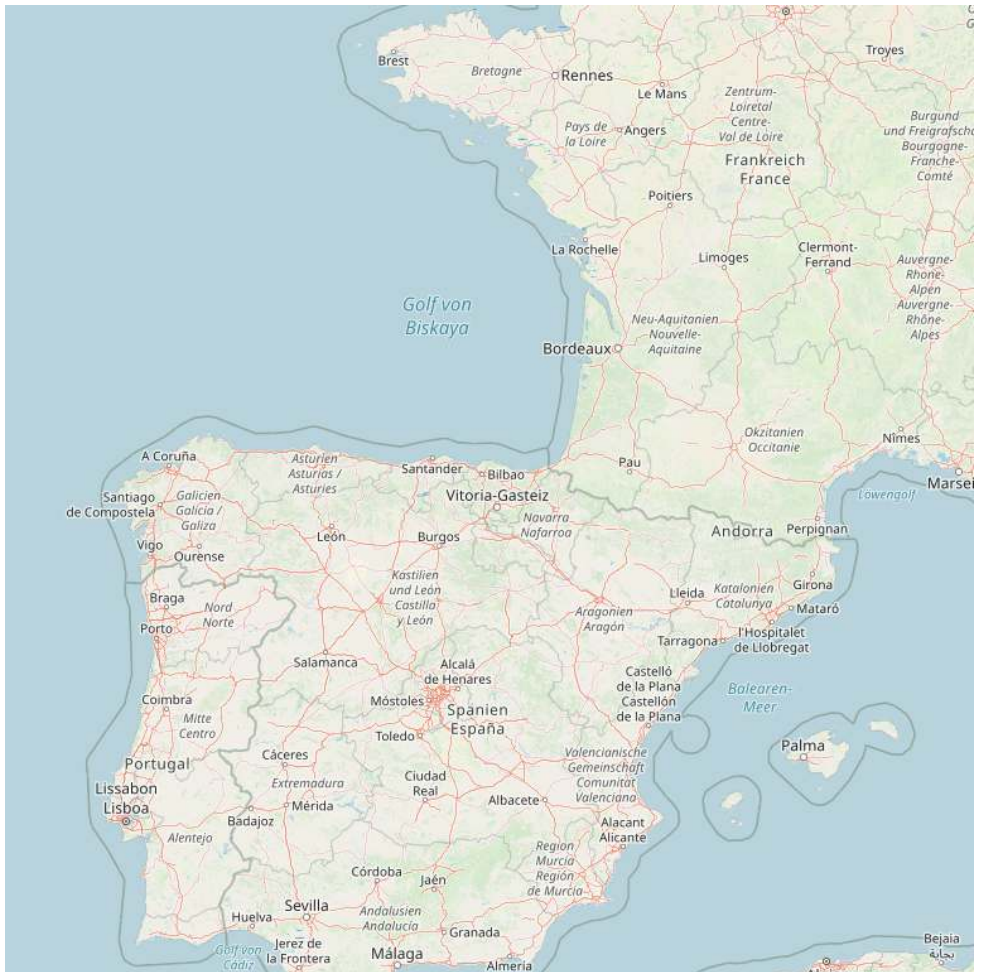 Troyes
Brest
Bretagne
Rennes
Le Mans
Zentrum-
Loiretal
Centre-
Val de Loire
Burgund
und Freigrafscha
Bourgogne-
Franche-
Comté
Pays de
la Loire
Angers
Frankreich
France
Poitiers
La Rochelle
Limoges
Clermont-
Ferrand
Auvergne-
Rhone-
Alpen
Auvergne-
Rhône-
Alpes
Golf von
Biskaya
Neu-Aquitanien
Nouvelle-
Aquitaine
Bordeaux
Okzitanien
Occitanie
Nîmes
A Coruña
Asturien
Asturias /
Asturies
Santander
Bilbao
Pau
Marsei
Löwengolf
Santiago
de Compostela
Galicien
Galicia /
Galiza
Vitoria-Gasteiz
Navarra
Nafarroa
Andorra
Perpignan
Vigo
Ourense
León
Burgos
Kastilien
und León
Castilla
y León
Braga
Nord
Norte
Porto
Aragonien
Aragón
Lleida
Katalonien
Catalunya
Girona
Mataró
l'Hospitalet
de Llobregat
Tarragona
Salamanca
Alcalá
de Henares
Móstoles
Spanien
España
Toledo
Castelló
de la Plana
Castellón
de la Plana
Balearen-
Meer
Coimbra
Mitte
Centro
Portugal
Palma
Lissabon
Lisboa
Cáceres
Extremadura
Mérida
Badajoz
Ciudad
Real
Albacete
Valencianische
Gemeinschaft
Comunitat
Valenciana
Alacant
Alicante
Alentejo
Region
Murcia
Región
de Murcia
Córdoba
Jaén
Huelva
Sevilla
Andalusien
Andalucía
Granada
Golf von
Cádiz
Jerez de
la Frontera
Málaga
Almería
Bejaia
بجاية